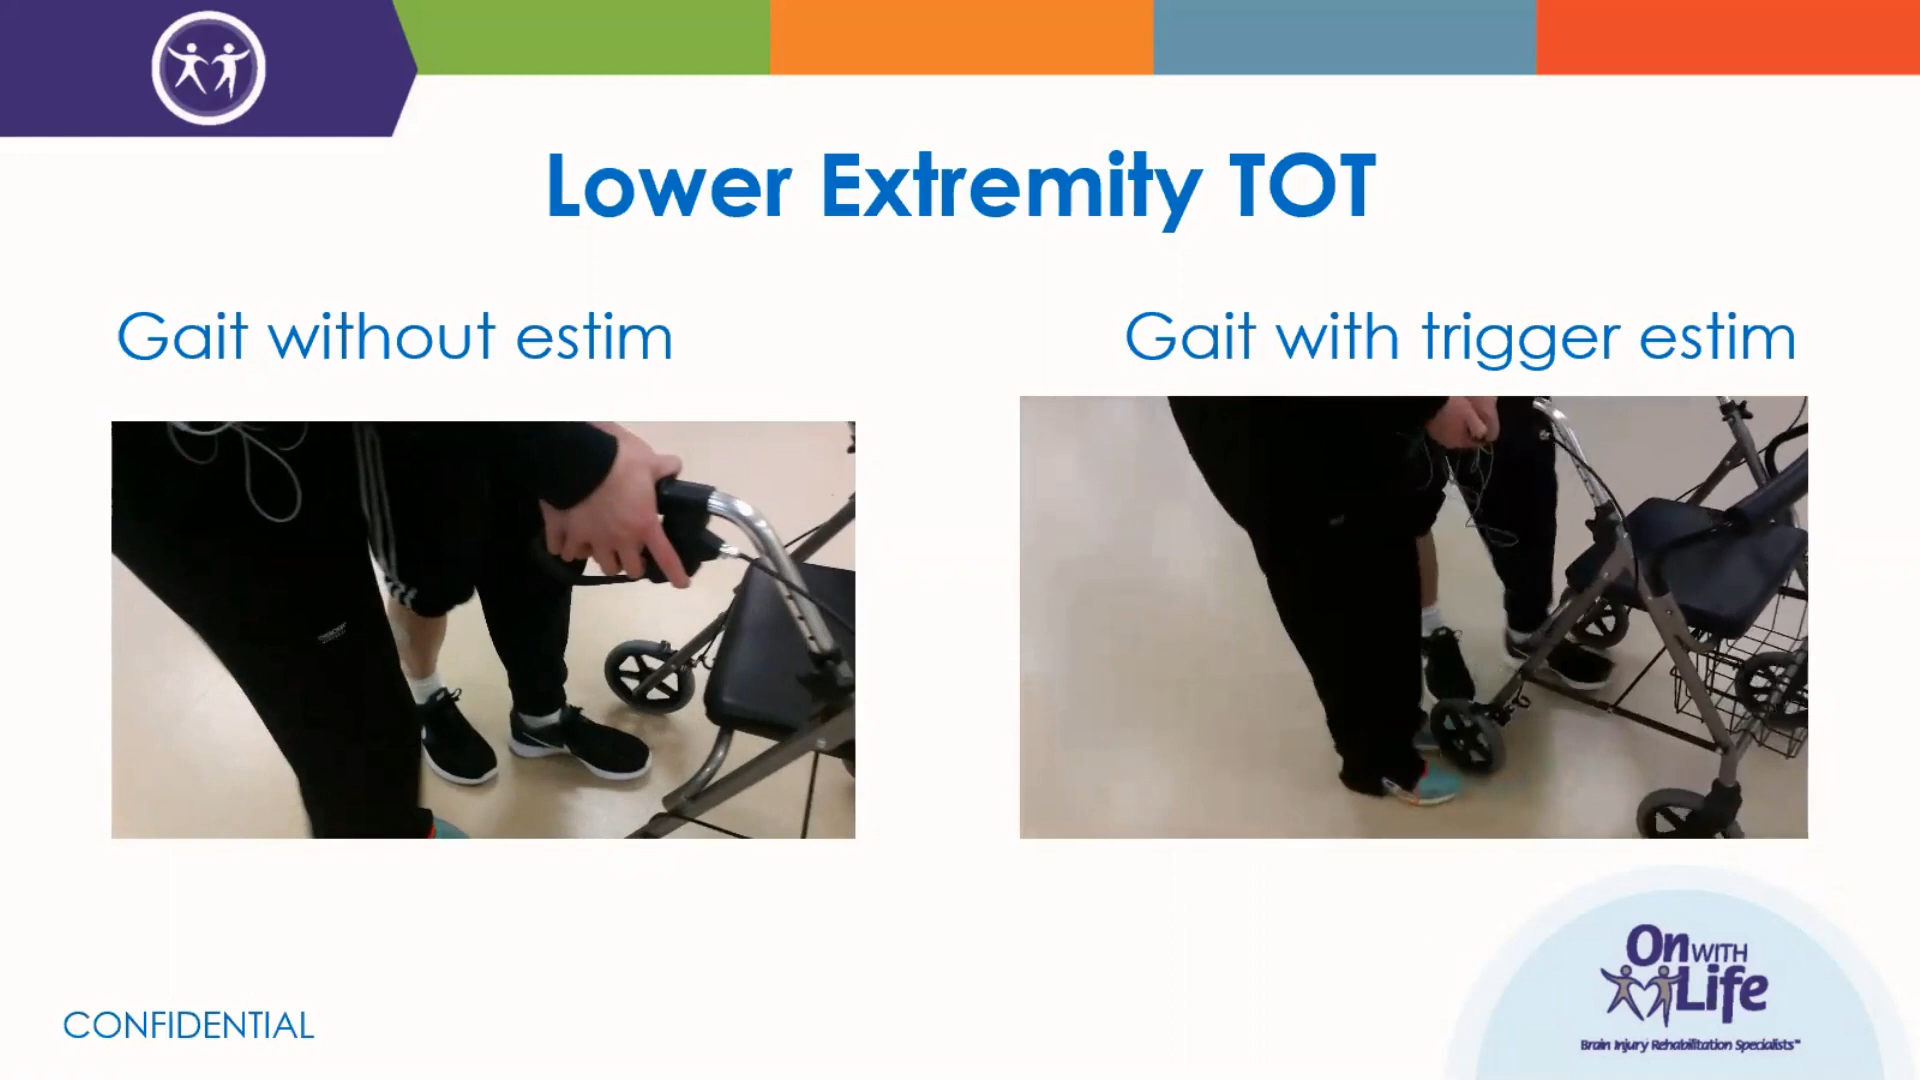 Lower Extremity TOT
Gait without estim
Gait with trigger estim
CONFIDENTIAL
On WITH
Life
Brain Injury Rehabilitation Specialists™